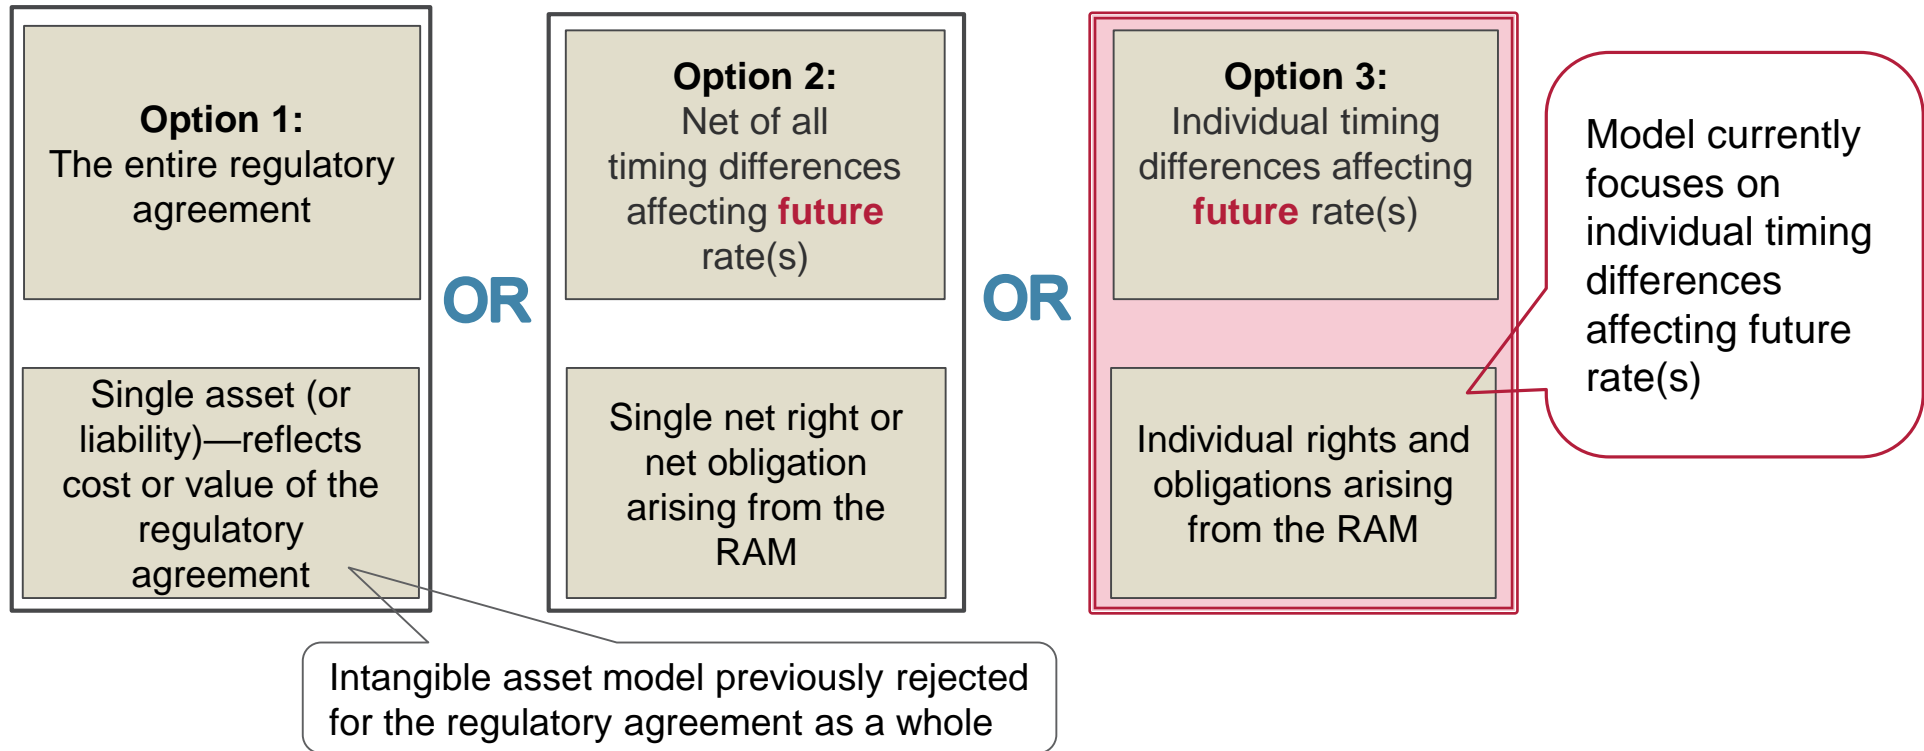 Option 1:
The entire regulatory
agreement
Single asset (or
liability)—reflects
cost or value of the
regulatory
agreement
OR
Option 2:
Net of all
timing differences
affecting future
rate(s)
Single net right or
net obligation
arising from the
RAM
OR
Option 3:
Individual timing
differences affecting
future rate(s)
Individual rights and
obligations arising
from the RAM
Model currently
focuses on
individual timing
differences
affecting future
rate(s)
Intangible asset model previously rejected
for the regulatory agreement as a whole